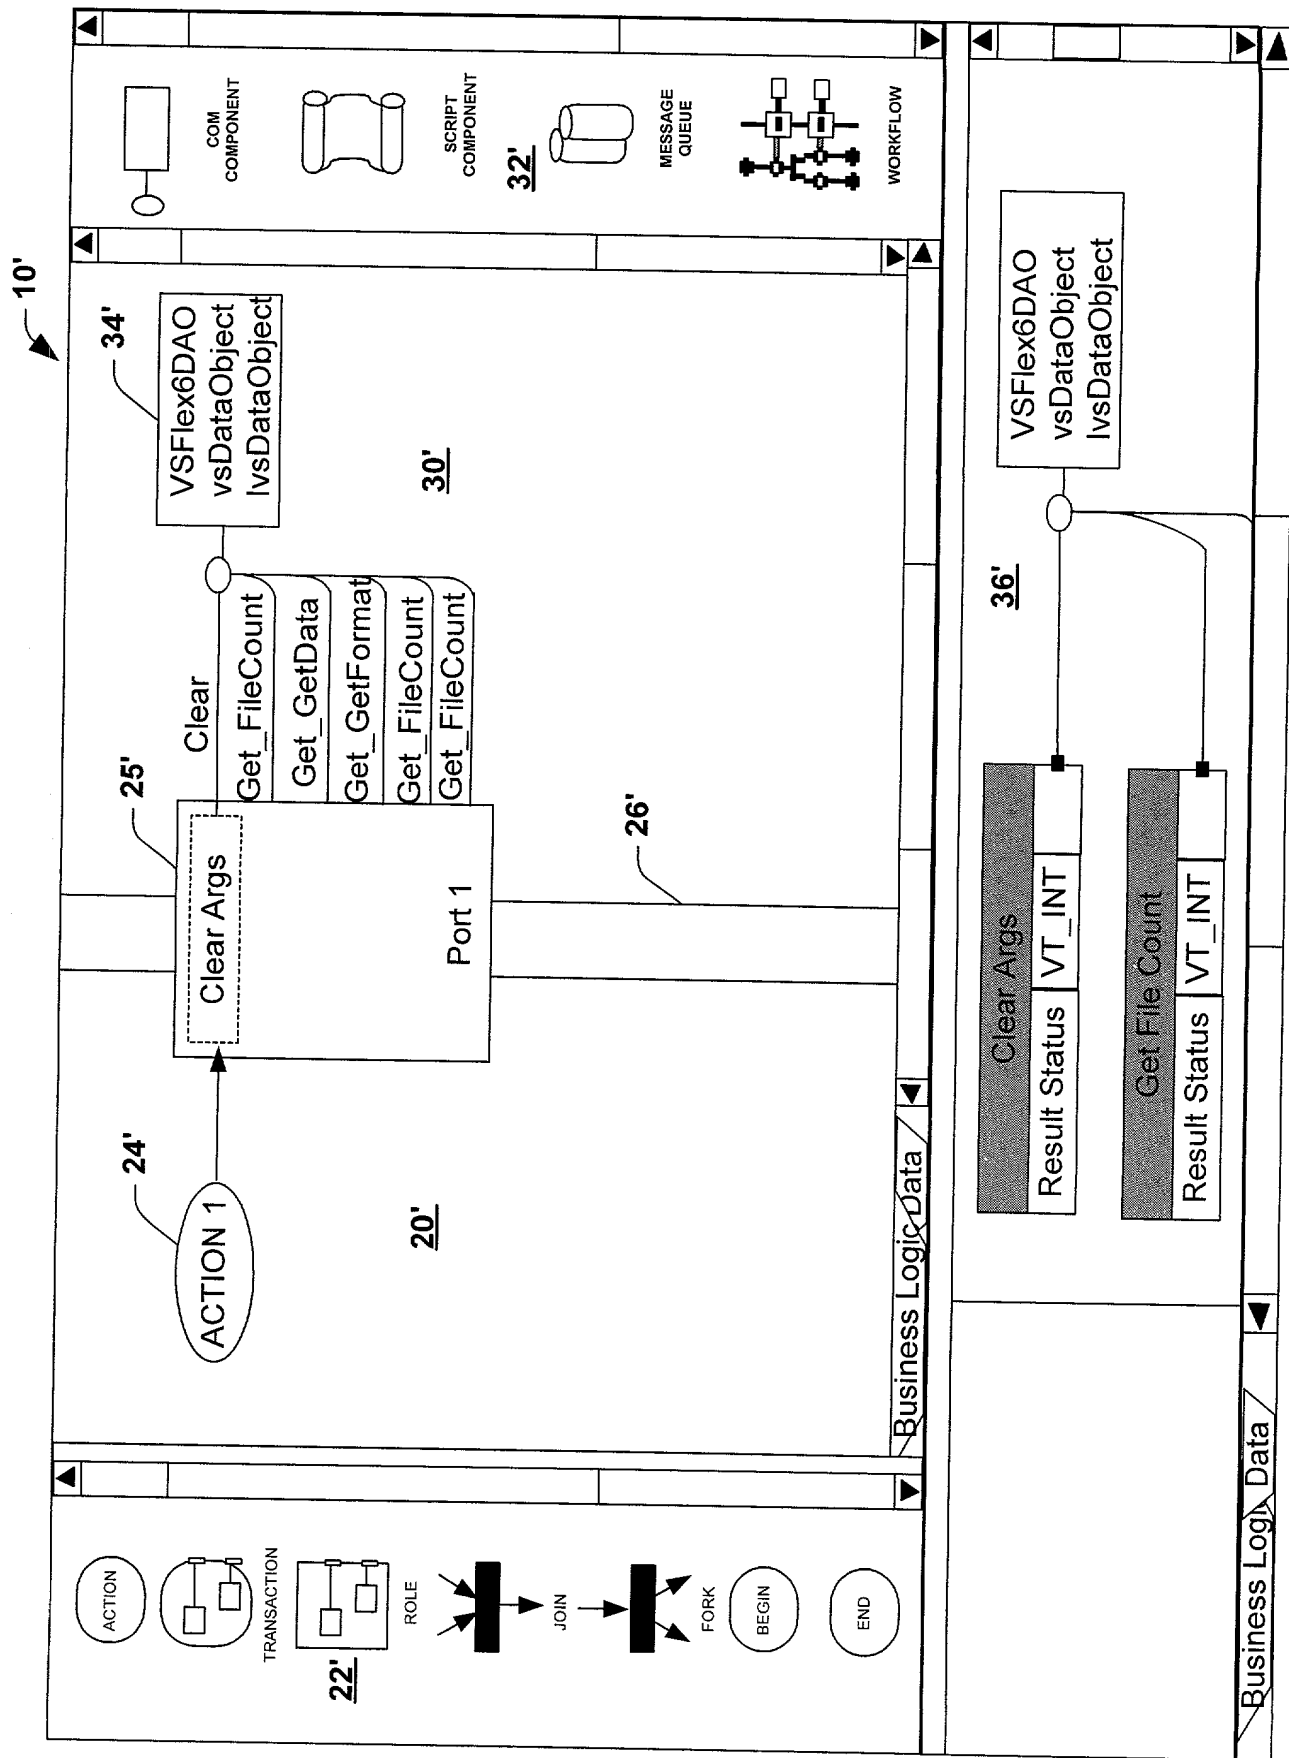 10'
ACTION
TRANSACTION
22'
ROLE
JOIN
FORK
BEGIN
END
24'
ACTION 1
20'
25'
Clear Args
Port 1
26'
Clear
Get_FileCount
Get_GetData
Get_GetFormat
Get_FileCount
Get_FileCount
34'
VSFlex6DAO
vsDataObject
IvsDataObject
30'
Business Logic Data
COM
COMPONENT
SCRIPT
COMPONENT
32'
MESSAGE
QUEUE
WORKFLOW
36'
Clear Args
Result Status VT_INT
Get File Count
Result Status VT_INT
VSFlex6DAO
vsDataObject
IvsDataObject
Business Logic Data